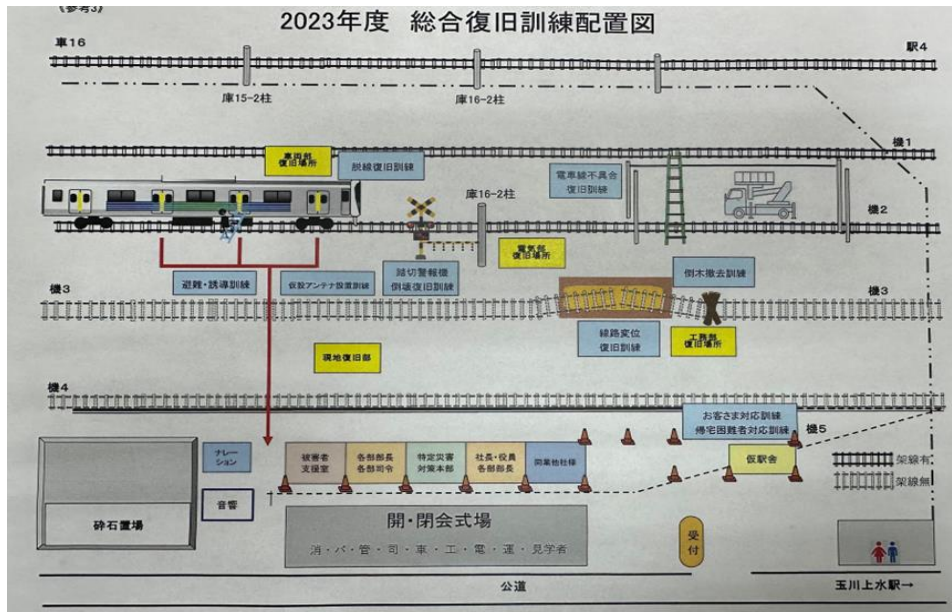 《参考3》
2023年度 総合復旧訓練配置図
車16
駅4
庫15-2柱
庫16-2柱
機1
車両部
復旧場所
脱線復旧訓練
電車線不具合
復旧訓練
庫16-2柱
機2
電気部
復旧場所
避難・誘導訓練
仮設アンテナ設置訓練
踏切警報機
倒壊復旧訓練
倒木撤去訓練
機3
機3
線路変位
復旧訓練
工務部
復旧場所
現地復旧部
機4
お客さま対応訓練
帰宅困難者対応訓練
機5
ナレー
ション
被害者
支援室
各部部長
各部司令
特定災害
対策本部
社長・役員
各部部長
同業他社様
仮駅舎
架線有
架線無
音響
砕石置場
開・閉会式場
消・バ・管・司・車・工・電・運・見学者
受付
公道
玉川上水駅→